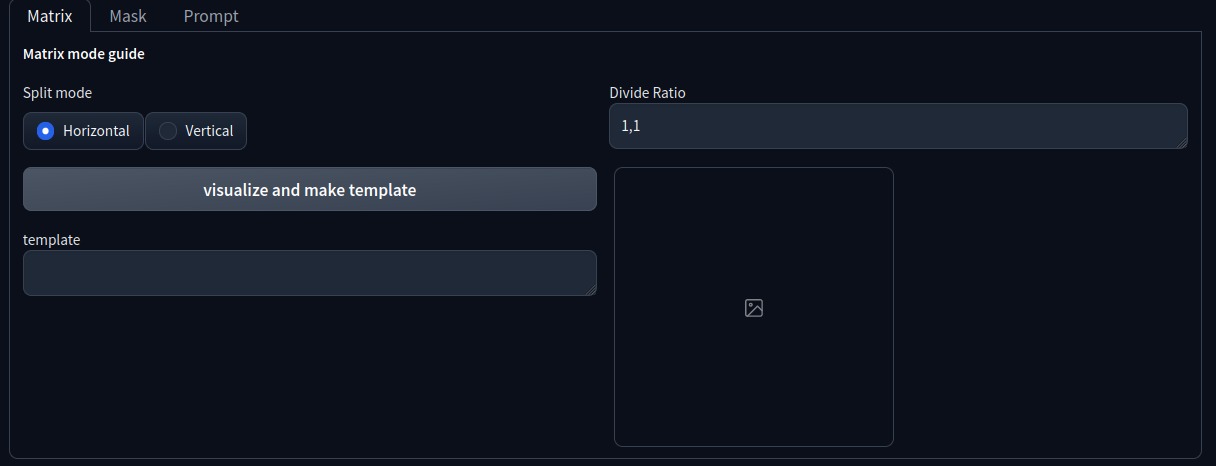 Matrix Mask Prompt
Matrix mode guide
Split mode
Horizontal Vertical
Divide Ratio
1,1
visualize and make template
template